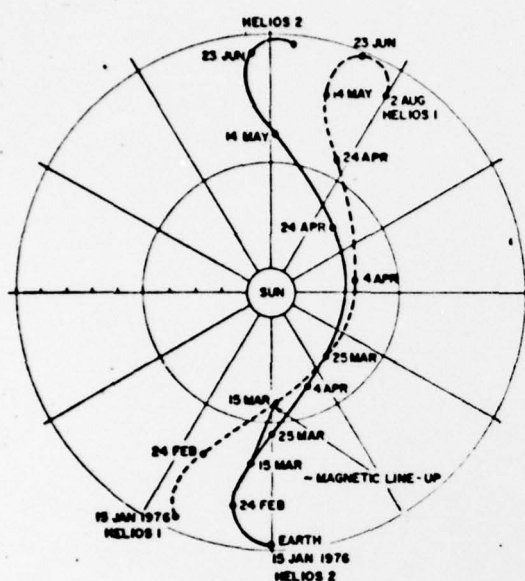 HELIOS 2
23 JUN
23 JUN
14 MAY
2 AUG
HELIOS 1
14 MAY
24 APR
24 APR
SUN
4 APR
25 MAR
4 APR
15 MAR
25 MAR
24 FEB
15 MAR
~ MAGNETIC LINE-UP
24 FEB
15 JAN 1976
HELIOS 1
EARTH
15 JAN 1976
HELIOS 2